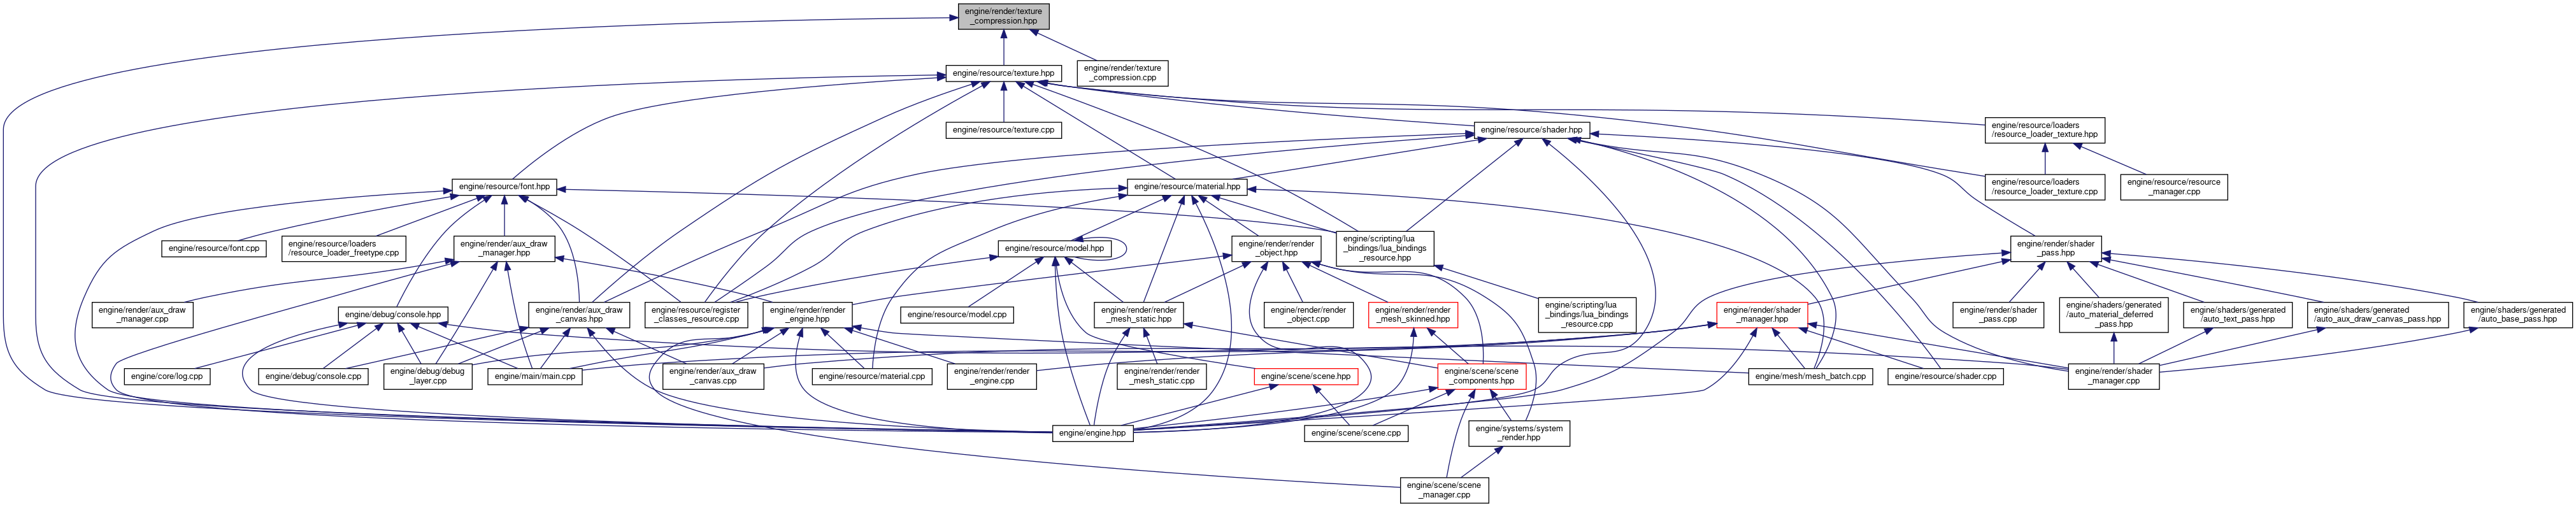 engine/render/texture
_compression.hpp
engine/resource/texture.hpp
engine/render/texture
_compression.cpp
engine/resource/texture.cpp
engine/resource/shader.hpp
engine/resource/loaders
/resource_loader_texture.hpp
engine/resource/font.hpp
engine/resource/material.hpp
engine/resource/loaders
/resource_loader_texture.cpp
engine/resource/resource
_manager.cpp
engine/resource/font.cpp
engine/resource/loaders
/resource_loader_freetype.cpp
engine/render/aux_draw
_manager.hpp
engine/resource/model.hpp
engine/render/render
_object.hpp
engine/scripting/lua
_bindings/lua_bindings
_resource.hpp
engine/render/shader
_pass.hpp
engine/render/aux_draw
_manager.cpp
engine/debug/console.hpp
engine/render/aux_draw
_canvas.hpp
engine/resource/register
_classes_resource.cpp
engine/render/render
_engine.hpp
engine/resource/model.cpp
engine/render/render
_mesh_static.hpp
engine/render/render
_object.cpp
engine/render/render
_mesh_skinned.hpp
engine/scripting/lua
_bindings/lua_bindings
_resource.cpp
engine/render/shader
_manager.hpp
engine/render/shader
_pass.cpp
engine/shaders/generated
/auto_material_deferred
_pass.hpp
engine/shaders/generated
/auto_text_pass.hpp
engine/shaders/generated
/auto_aux_draw_canvas_pass.hpp
engine/shaders/generated
/auto_base_pass.hpp
engine/core/log.cpp
engine/debug/console.cpp
engine/debug/debug
_layer.cpp
engine/main/main.cpp
engine/render/aux_draw
_canvas.cpp
engine/resource/material.cpp
engine/render/render
_engine.cpp
engine/render/render
_mesh_static.cpp
engine/scene/scene.hpp
engine/scene/scene
_components.hpp
engine/mesh/mesh_batch.cpp
engine/resource/shader.cpp
engine/render/shader
_manager.cpp
engine/engine.hpp
engine/scene/scene.cpp
engine/systems/system
_render.hpp
engine/scene/scene
_manager.cpp